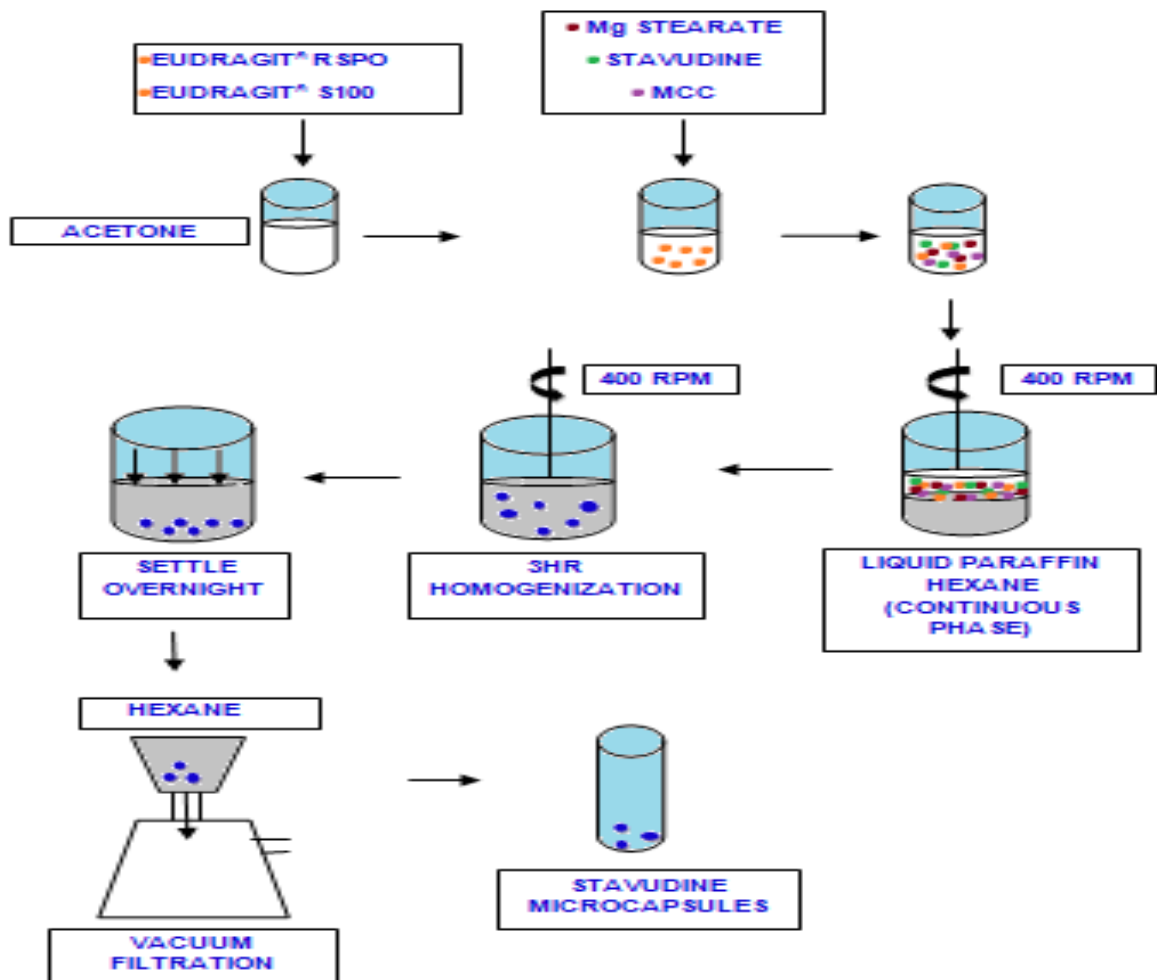 EUDRAGIT® RSPO
EUDRAGIT® S100
Mg STEARATE
STAVUDINE
MCC
ACETONE
400 RPM
400 RPM
SETTLE
OVERNIGHT
3HR
HOMOGENIZATION
LIQUID PARAFFIN
HEXANE
(CONTINUOUS
PHASE)
HEXANE
STAVUDINE
MICROCAPSULES
VACUUM
FILTRATION